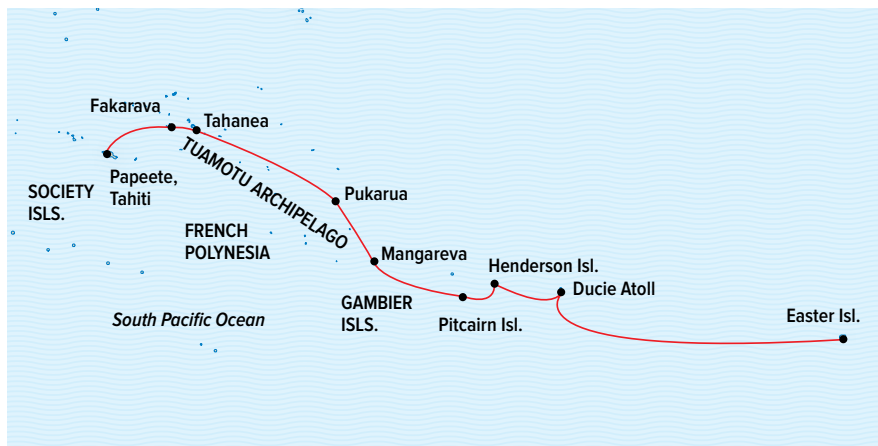 Fakarava
Tahanea
TUAMOTU ARCHIPELAGO
Papeete,
Tahiti
SOCIETY
ISLS.
Pukarua
FRENCH
POLYNESIA
Mangareva
Henderson Isl.
Ducie Atoll
GAMBIER
ISLS.
South Pacific Ocean
Pitcairn Isl.
Easter Isl.